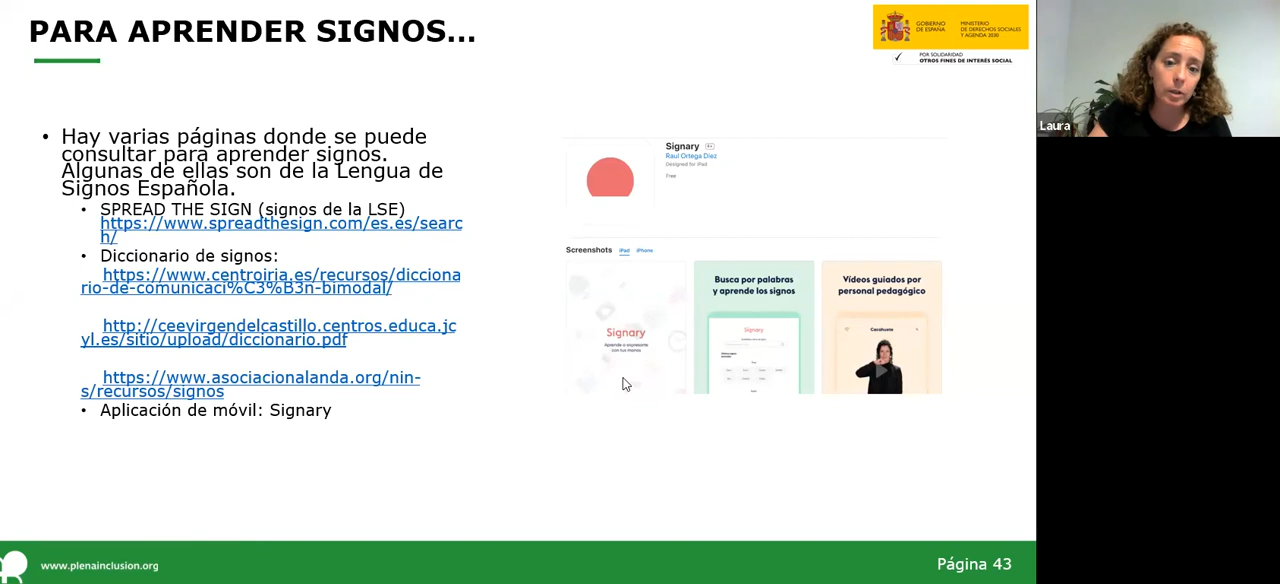 PARA APRENDER SIGNOS...
GOBIERNO
DE ESPAÑA
MINISTERIO
DE DERECHOS SOCIALES
Y AGENDA 2030
POR SOLIDARIDAD
OTROS FINES DE INTERÉS SOCIAL
Laura
• Hay varias páginas donde se puede
consultar para aprender signos.
Algunas de ellas son de la Lengua de
Signos Española.
• SPREAD THE SIGN (signos de la LSE)
https://www.spreadthesign.com/es.es/searc
h/
• Diccionario de signos:
https://www.centroiria.es/recursos/dicciona
rio-de-comunicaci%C3%B3n-bimodal/
http://ceevirgendelcastillo.centros.educa.jc
yl.es/sitio/upload/diccionario.pdf
https://www.asociacionalanda.org/nin-
s/recursos/signos
• Aplicación de móvil: Signary
Signary
Raul Ortega Diez
Designed for iPad
Free
Screenshots iPad iPhone
Signary
Aprende a expresarte
con tus manos
Busca por palabras
y aprende los signos
Signary
Vídeos guiados por
personal pedagógico
Cacahuete
www.plenainclusion.org
Página 43